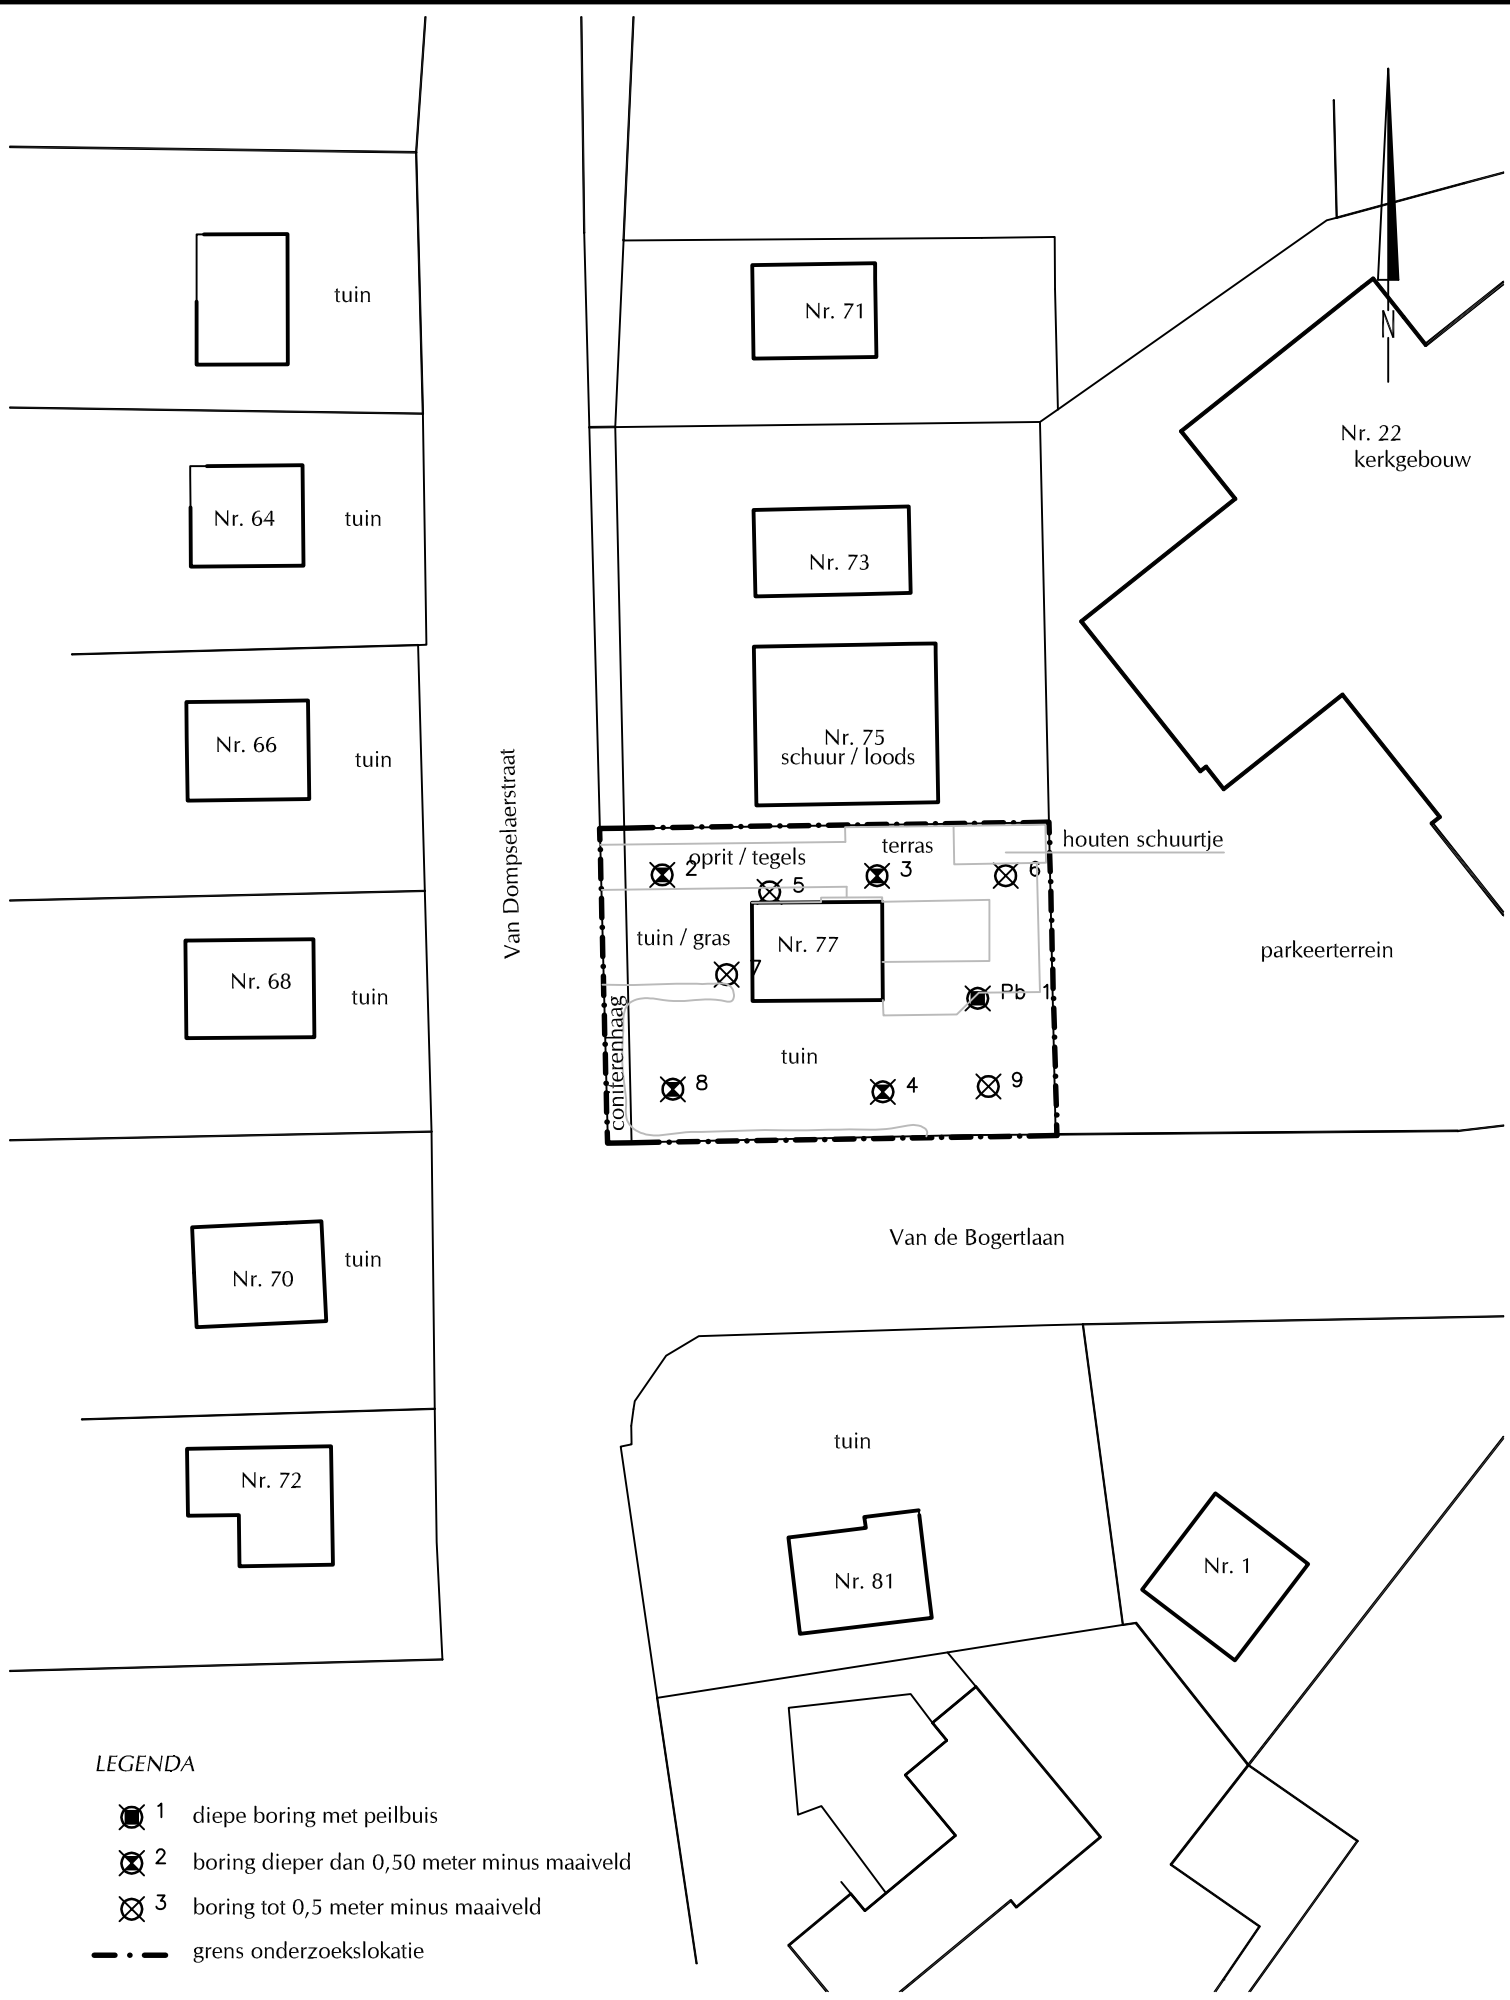 tuin
Nr. 71
N
Nr. 22
kerkgebouw
Nr. 64
tuin
Nr. 73
Nr. 66
tuin
Nr. 75
schuur / loods
Van Dompselaerstraat
houten schuurtje
terras
oprit / tegels
2
3
6
5
tuin / gras
Nr. 77
parkeerterrein
7
Nr. 68
tuin
Pb 1
coniferenhaag
tuin
8
4
9
Van de Bogertlaan
Nr. 70
tuin
tuin
Nr. 72
Nr. 81
Nr. 1
LEGENDA
1 diepe boring met peilbuis
2 boring dieper dan 0,50 meter minus maaiveld
3 boring tot 0,5 meter minus maaiveld
grens onderzoekslokatie